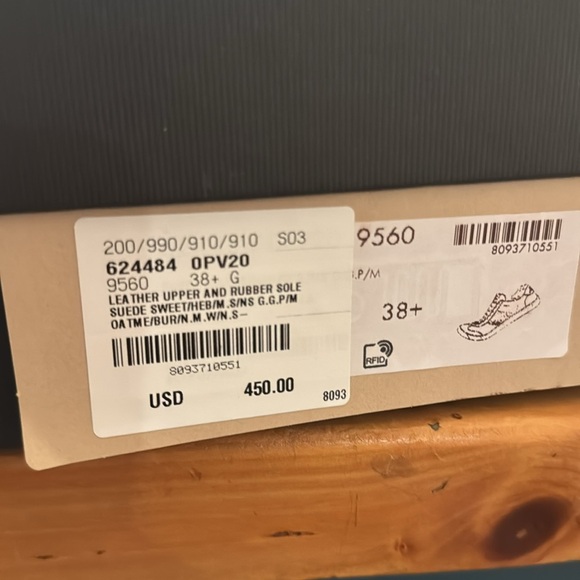 200/990/910/910 S03
624484 0PV20
9560 38+ G
LEATHER UPPER AND RUBBER SOLE
SUEDE SWEET/HEB/M.S/NS G.G.P/M
OATME/BUR/N.M.W/N.S-
8093710551
USD 450.00
8093
9560
8093710551
.P/M
38+
RFID